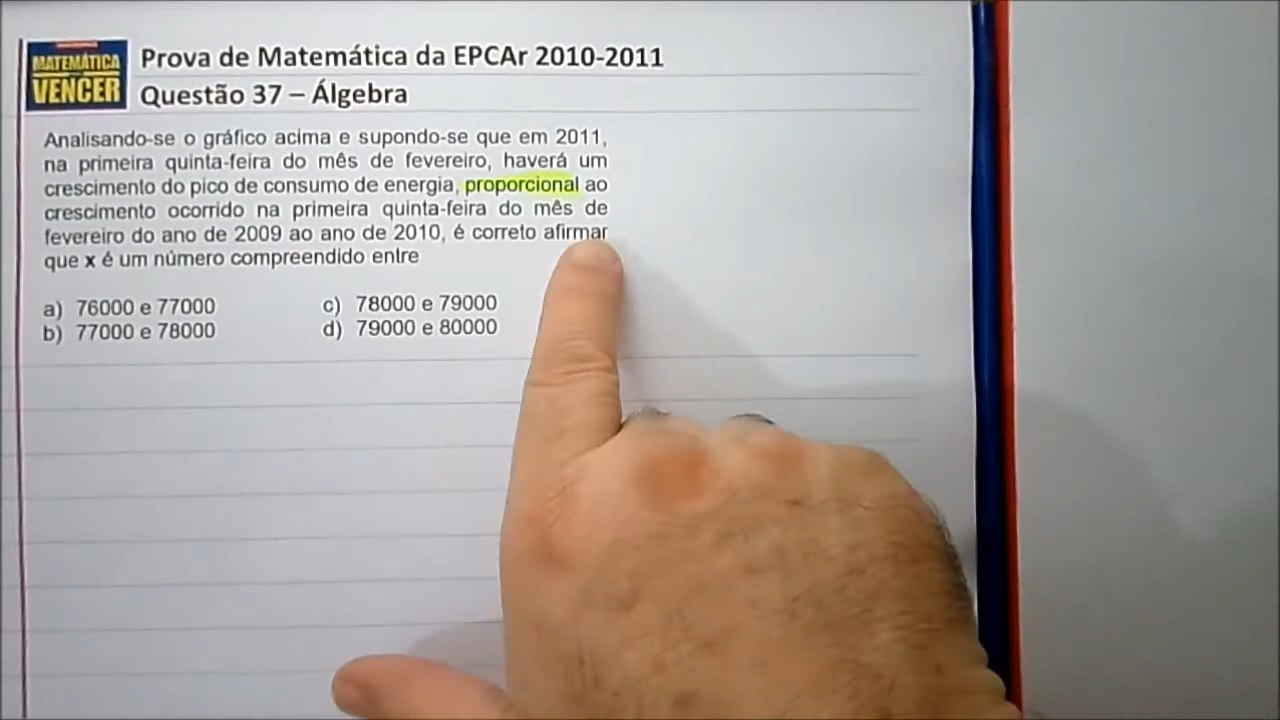 MATEMÁTICA
VENCER
Prova de Matemática da EPCAr 2010-2011
Questão 37 – Álgebra
Analisando-se o gráfico acima e supondo-se que em 2011,
na primeira quinta-feira do mês de fevereiro, haverá um
crescimento do pico de consumo de energia, proporcional ao
crescimento ocorrido na primeira quinta-feira do mês de
fevereiro do ano de 2009 ao ano de 2010, é correto afirmar
que x é um número compreendido entre
a) 76000 e 77000
b) 77000 e 78000
c) 78000 e 79000
d) 79000 e 80000